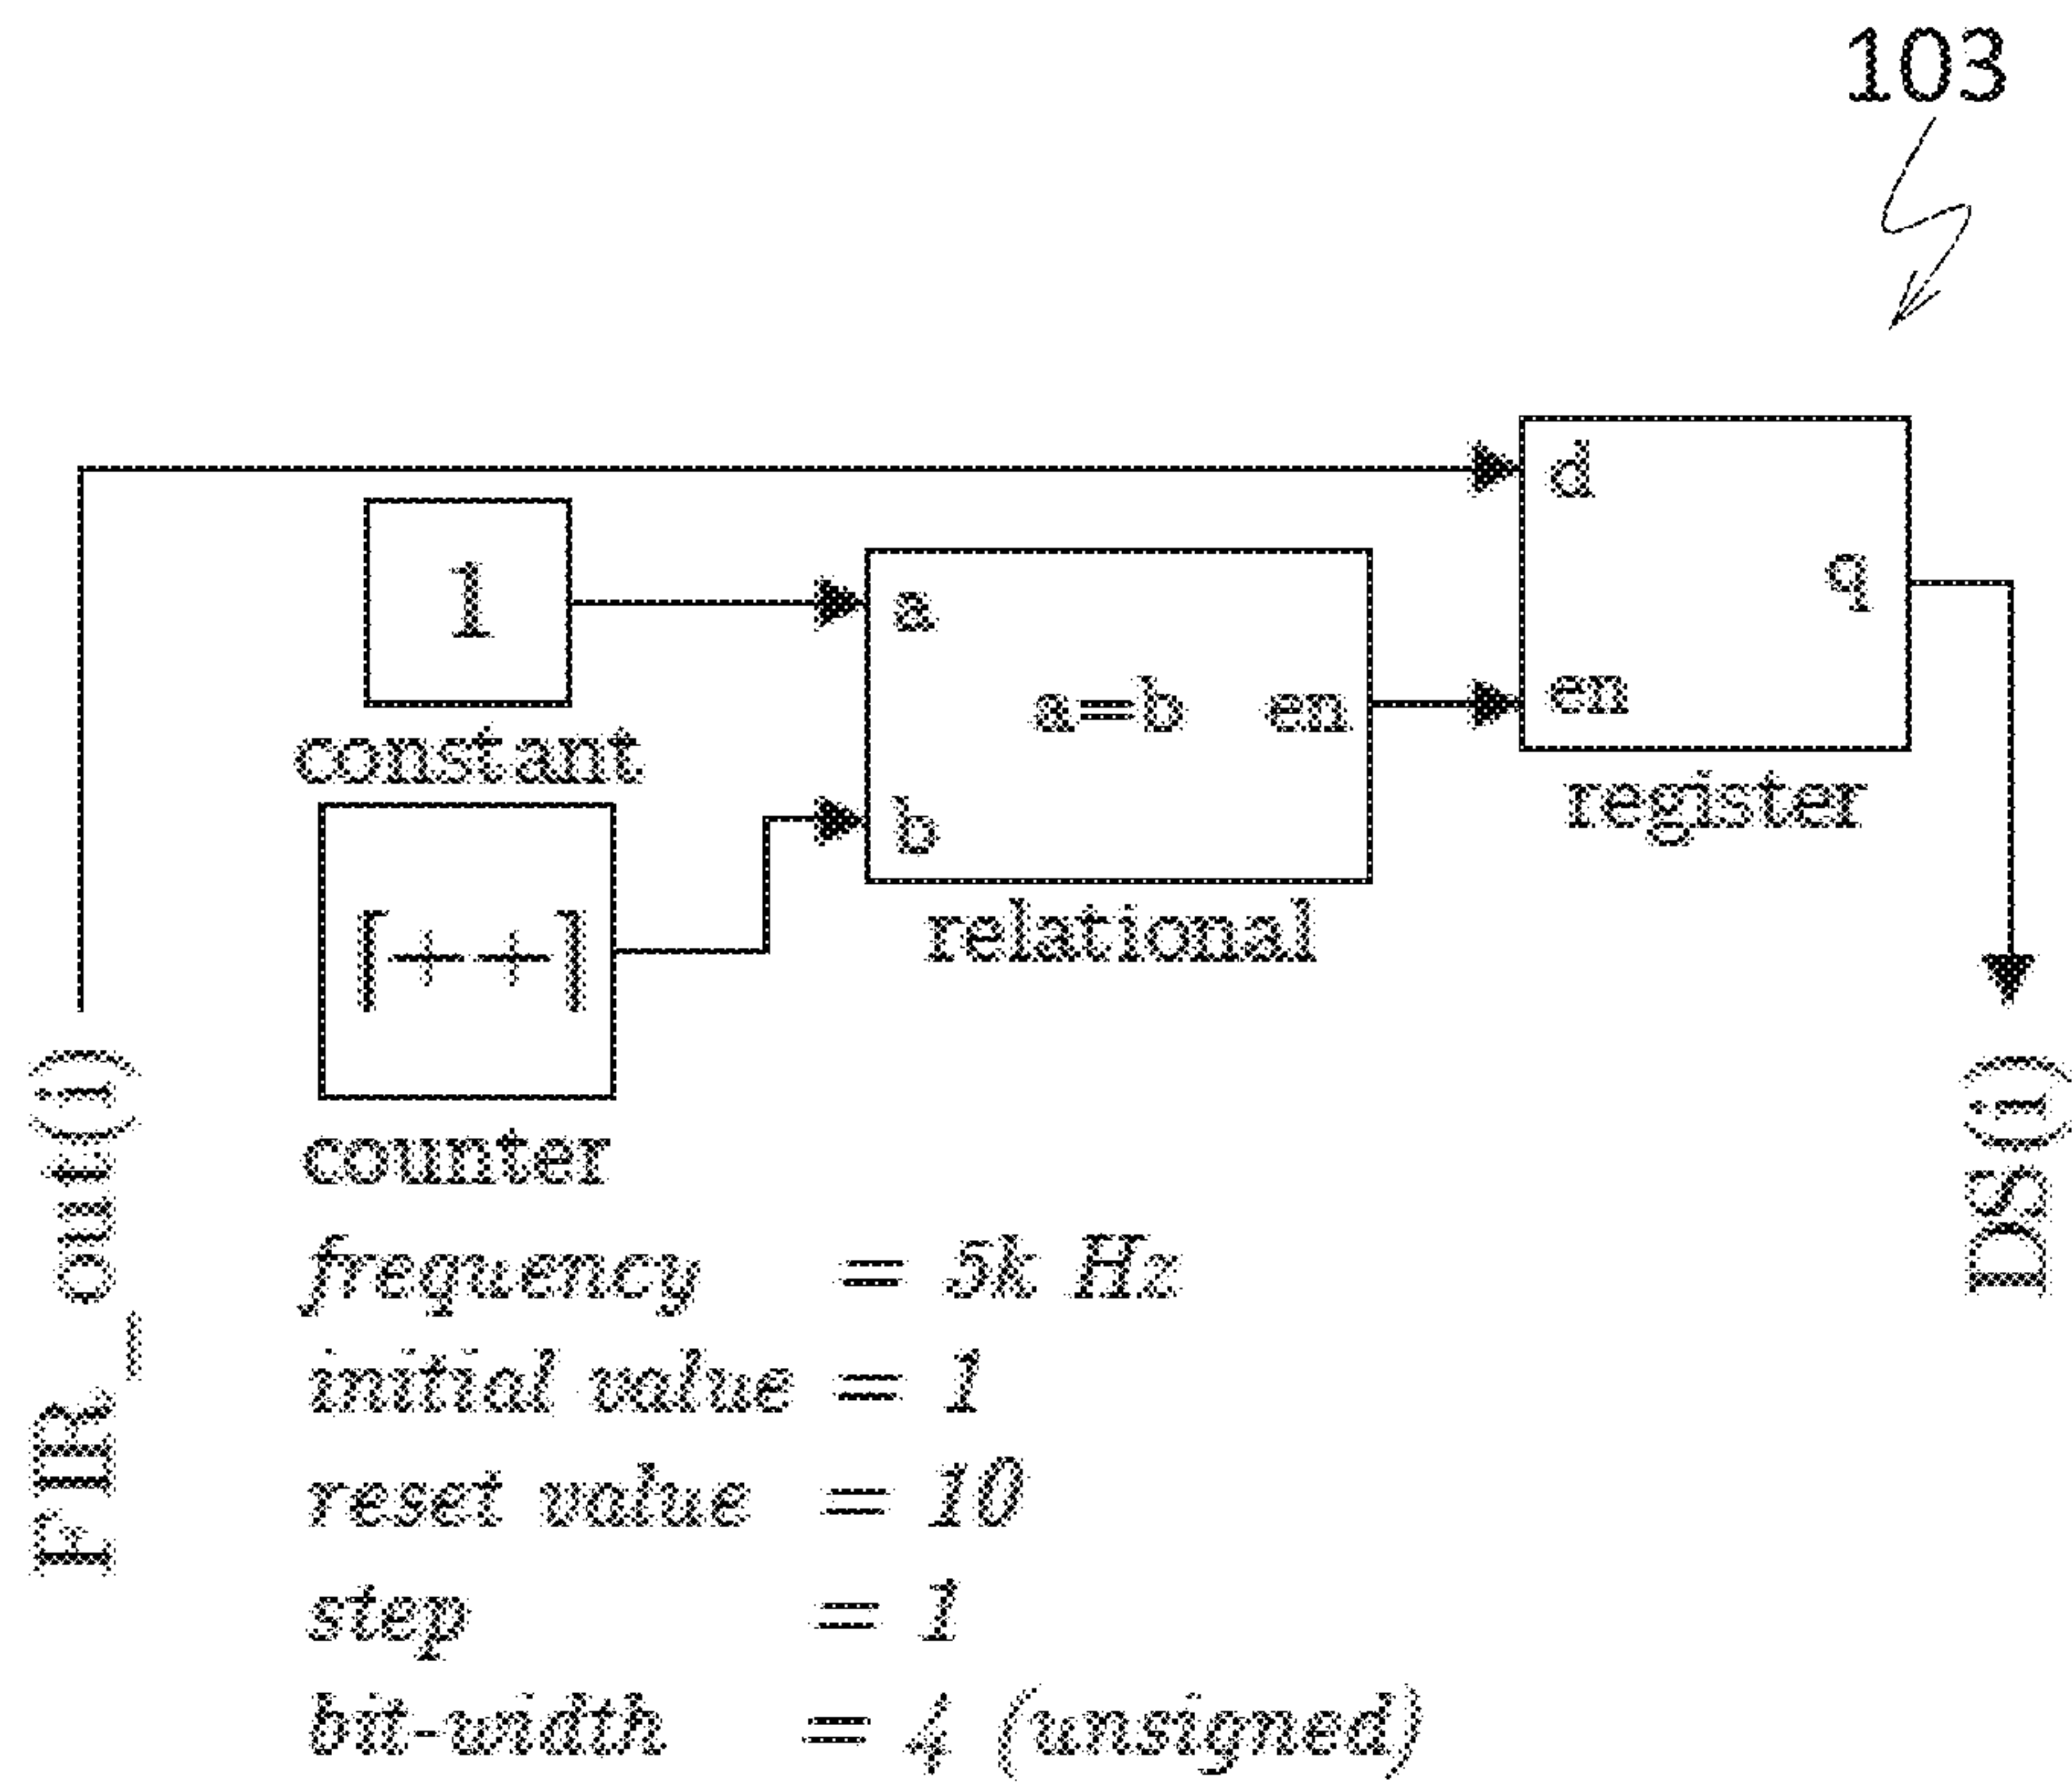 103
d
q
en
register
1
constant
a
a=b en
b
relational
[++]
counter
frequency = 5k Hz
initial value = 1
reset value = 10
step = 1
bit-width = 4 (unsigned)
FIR_out(i)
DS(i)